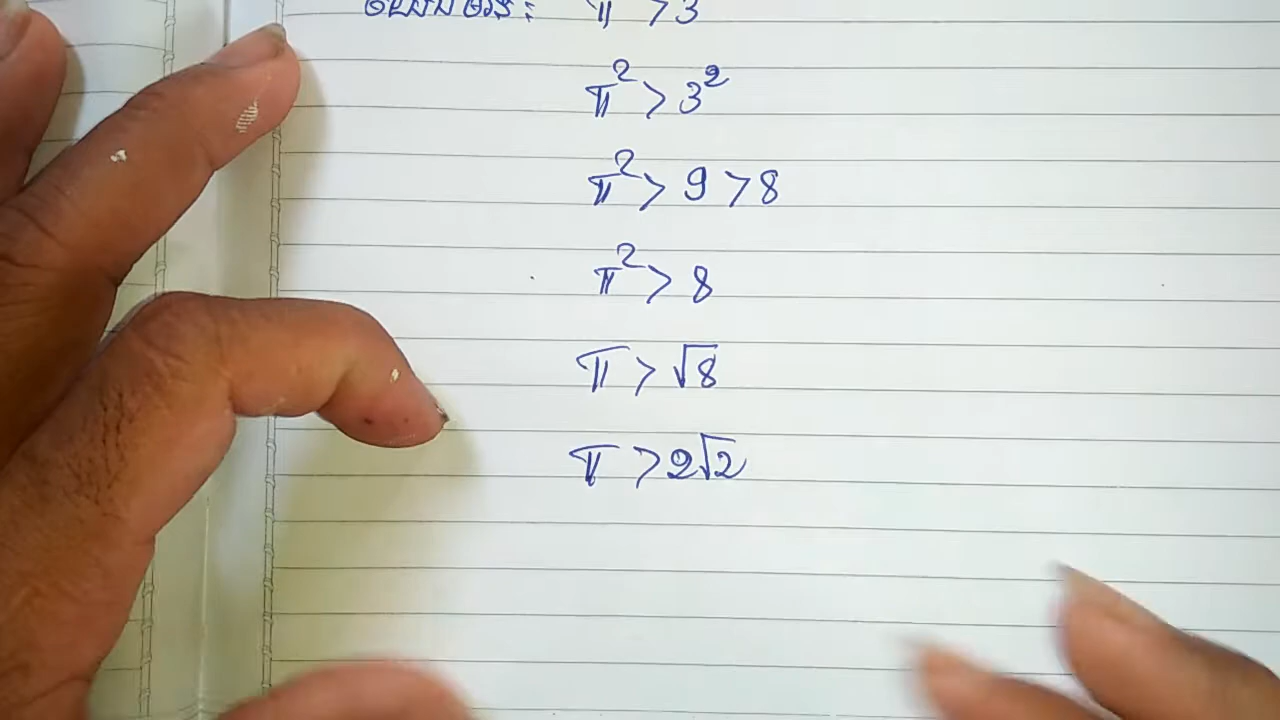 π > 3
π² > 3²
π² > 9 > 8
π² > 8
π > √8
π > 2√2